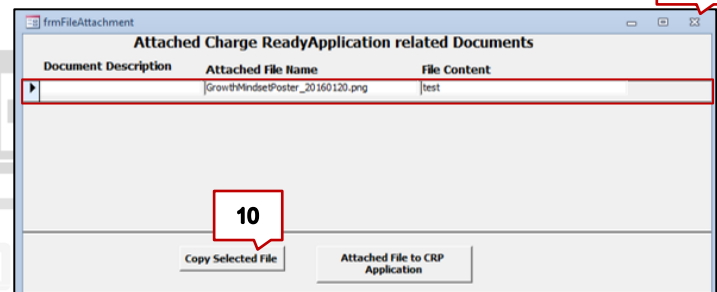 frmFileAttachment
Attached Charge ReadyApplication related Documents
Document Description Attached File Name File Content
GrowthMindsetPoster_20160120.png test
10
Copy Selected File Attached File to CRP
Application